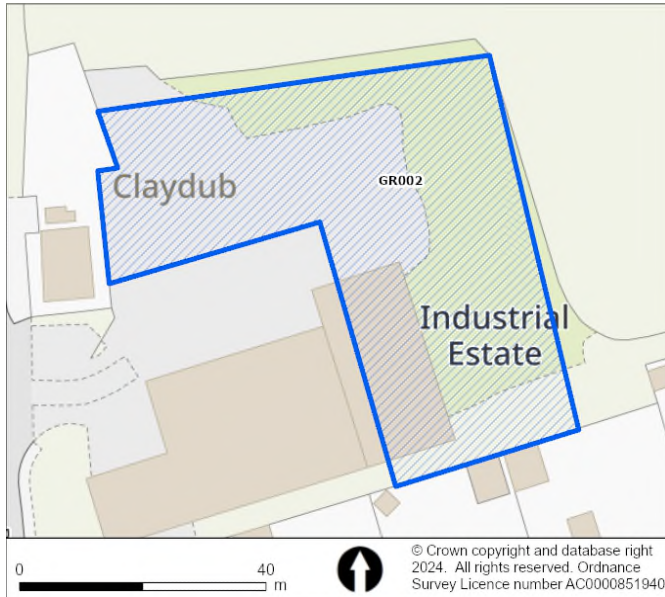 GR002
Claydub
Industrial
Estate
0 40
m
© Crown copyright and database right
2024. All rights reserved. Ordnance
Survey Licence number AC0000851940